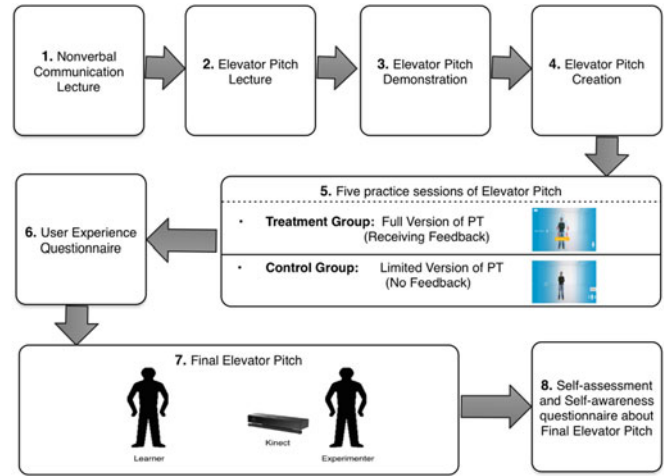 1. Nonverbal
Communication
Lecture
2. Elevator Pitch
Lecture
3. Elevator Pitch
Demonstration
4. Elevator Pitch
Creation
5. Five practice sessions of Elevator Pitch
• Treatment Group: Full Version of PT
(Receiving Feedback)
• Control Group: Limited Version of PT
(No Feedback)
6. User Experience
Questionnaire
7. Final Elevator Pitch
Learner
Kinect
Experimenter
8. Self-assessment
and Self-awareness
questionnaire about
Final Elevator Pitch